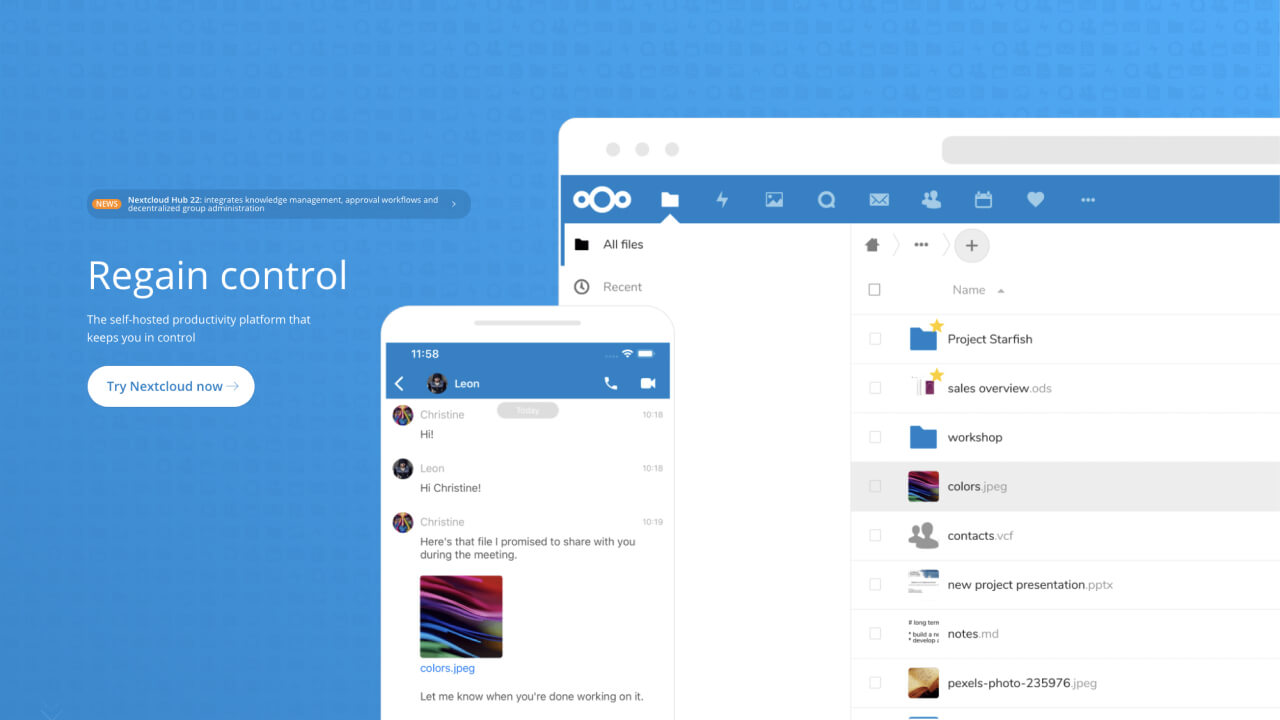 NEWS
Nextcloud Hub 22: integrates knowledge management, approval workflows and
decentralized group administration
Regain control
The self-hosted productivity platform that
keeps you in control
Try Nextcloud now
All files
Recent
Name
Project Starfish
sales overview.ods
workshop
colors.jpeg
contacts.vcf
new project presentation.pptx
# long term
notes.md
pexels-photo-235976.jpeg
11:58
Leon
Today
Christine 10:18
Hi!
Leon 10:18
Hi Christine!
Christine 10:19
Here's that file I promised to share with you
during the meeting.
colors.jpeg
Let me know when you're done working on it.